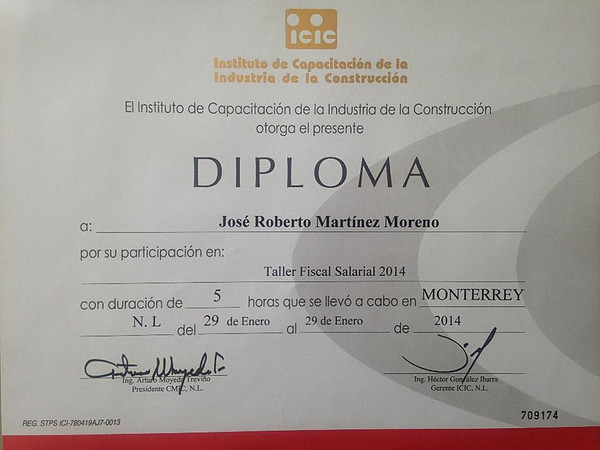 icic
Instituto de Capacitación de la
Industria de la Construcción
El Instituto de Capacitación de la Industria de la Construcción
otorga el presente
DIPLOMA
a: José Roberto Martínez Moreno
por su participación en:
Taller Fiscal Salarial 2014
con duración de 5 horas que se llevó a cabo en MONTERREY
N. L del 29 de Enero al 29 de Enero de 2014
Ing. Arturo Moyeda Treviño
Presidente CMIC, N.L.
Ing. Héctor González Ibarra
Gerente ICIC, N.L.
709174
REG. STPS ICI-780419AJ7-0013